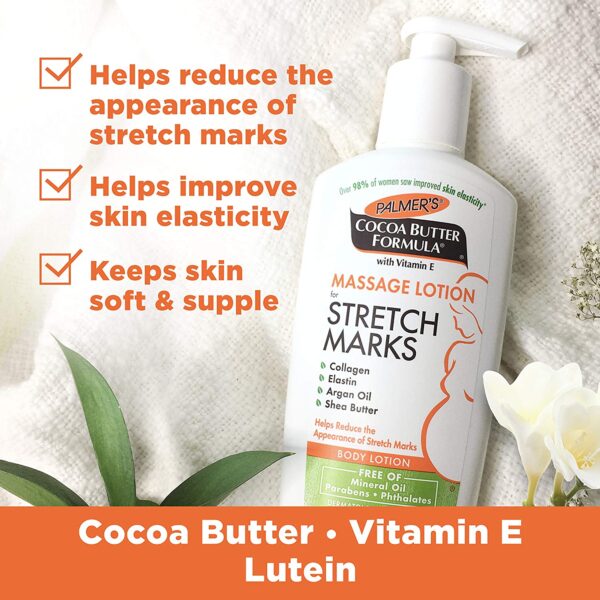 Helps reduce the
appearance of
stretch marks
Helps improve
skin elasticity
Keeps skin
soft & supple
Over 98% of women saw improved skin elasticity*
PALMER'S®
COCOA BUTTER
FORMULA®
with Vitamin E
MASSAGE LOTION
for
STRETCH
MARKS
Collagen
Elastin
Argan Oil
Shea Butter
Helps Reduce the
Appearance of Stretch Marks
BODY LOTION
FREE OF
Mineral Oil
Parabens • Phthalates
Cocoa Butter • Vitamin E
Lutein